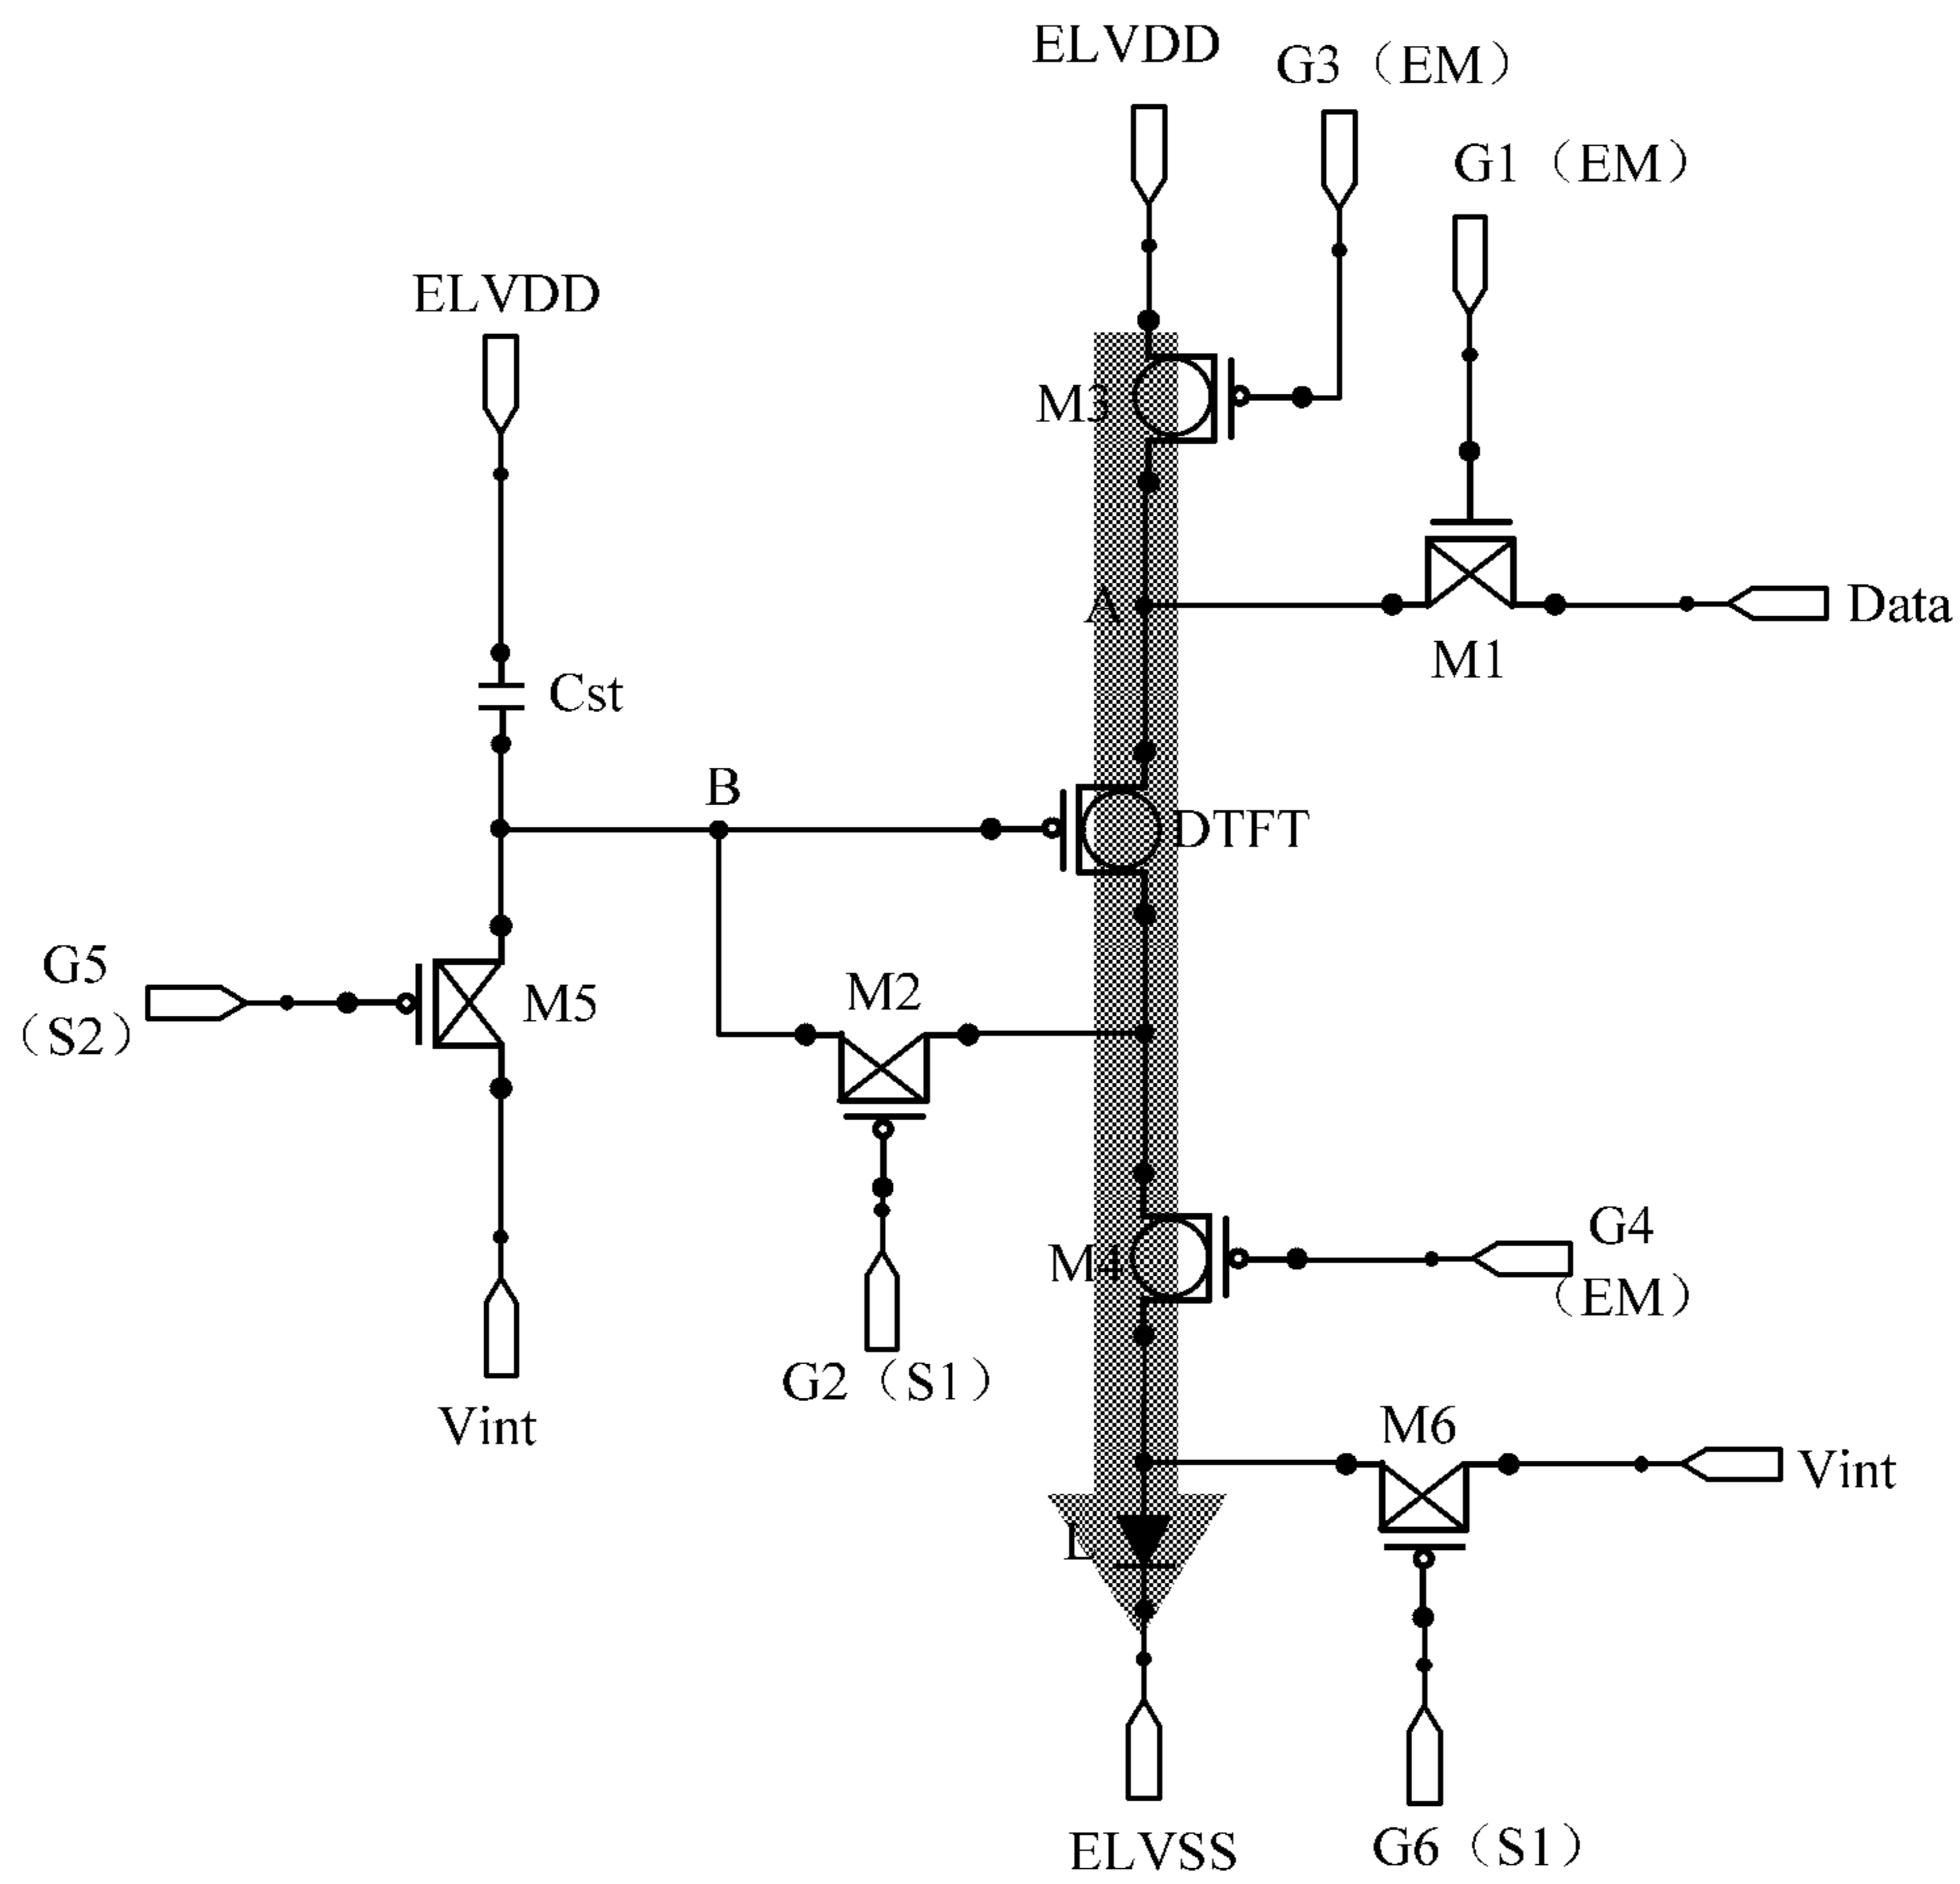 ELVDD
G3（EM）
G1（EM）
ELVDD
M3
A
Data
M1
Cst
B
DTFT
G5
（S2）
M5
M2
G4
（EM）
M4
G2（S1）
Vint
M6
Vint
L
ELVSS
G6（S1）